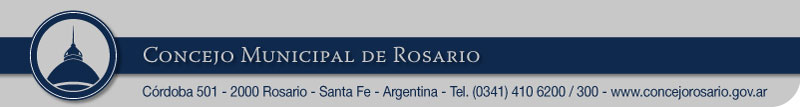 Concejo Municipal de Rosario
Córdoba 501 - 2000 Rosario - Santa Fe - Argentina - Tel. (0341) 410 6200 / 300 - www.concejorosario.gov.ar